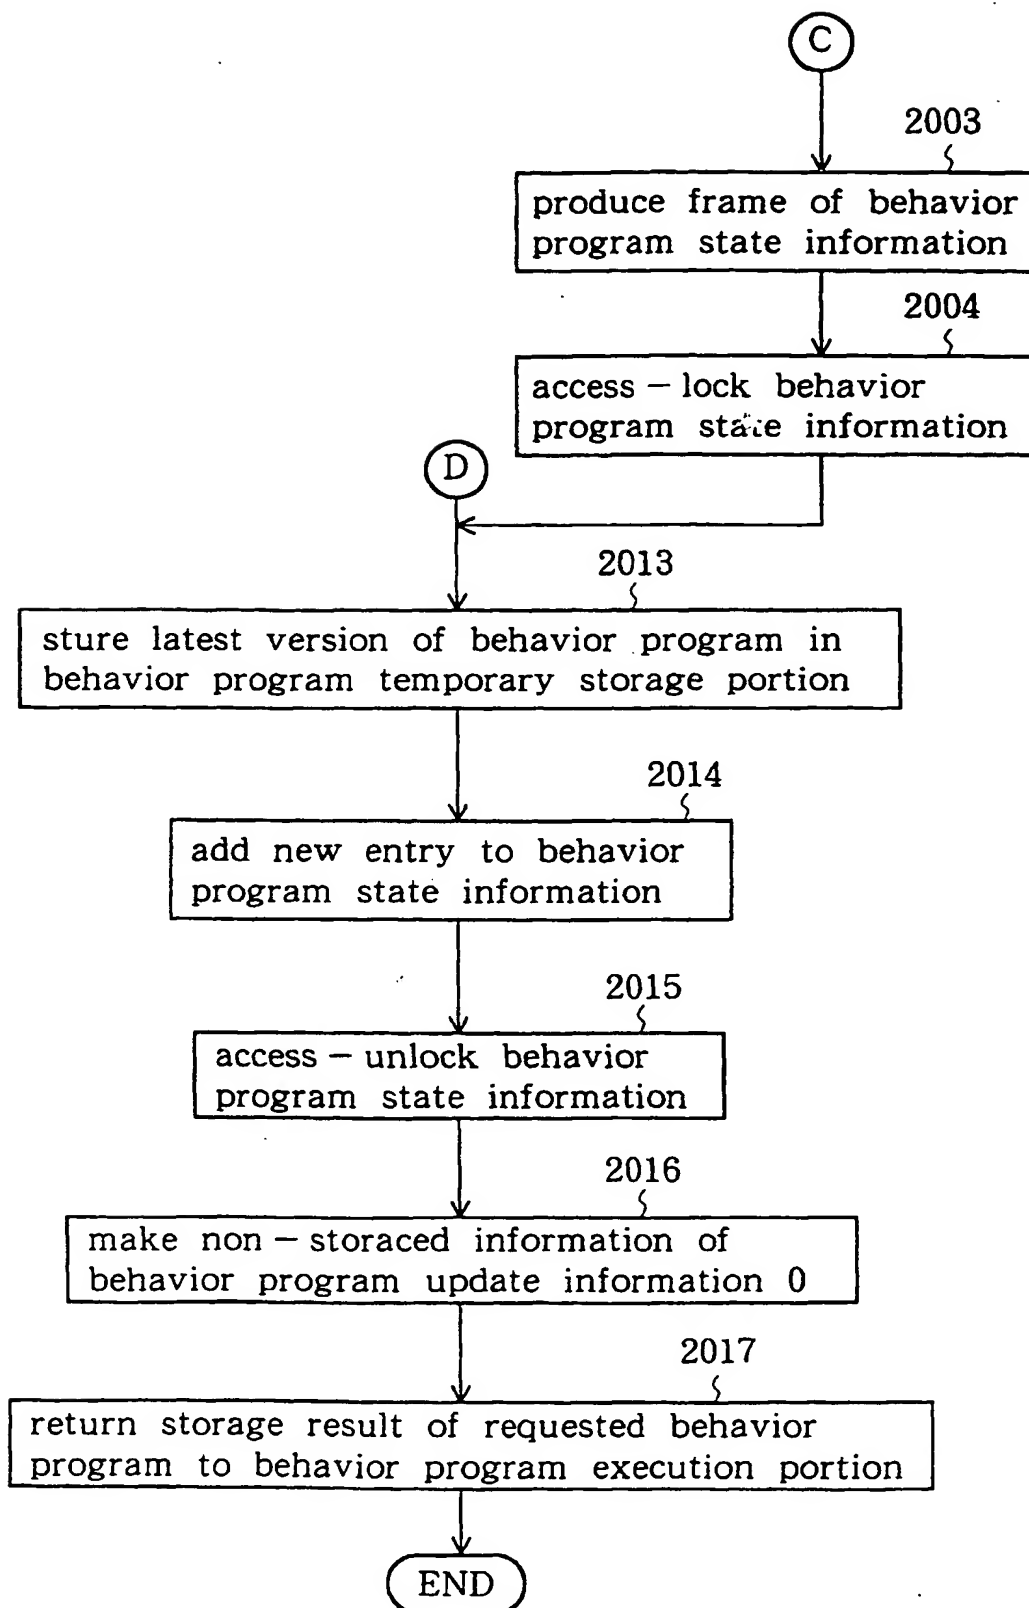 C
2003
produce frame of behavior
program state information
2004
access – lock behavior
program state information
D
2013
sture latest version of behavior program in
behavior program temporary storage portion
2014
add new entry to behavior
program state information
2015
access – unlock behavior
program state information
2016
make non – storaced information of
behavior program update information 0
2017
return storage result of requested behavior
program to behavior program execution portion
END